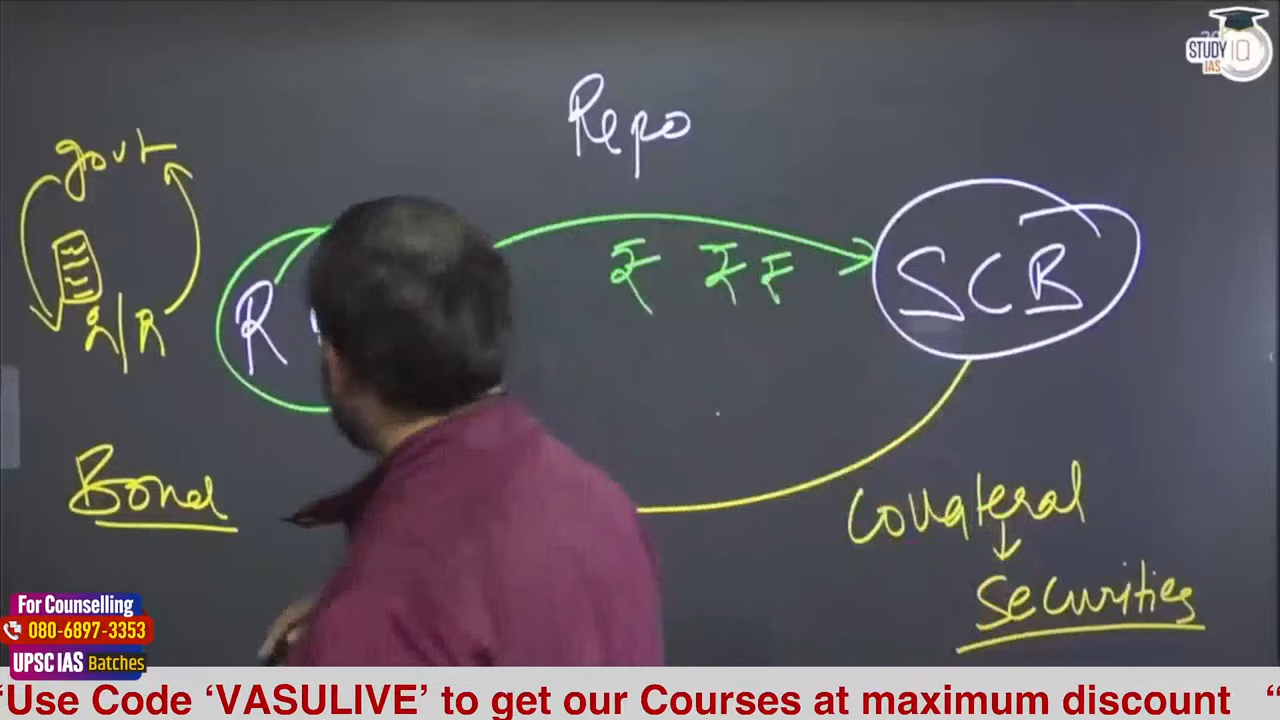 STUDY IQ
IAS
Repo
govt
R
₹ ₹ ₹
SCB
Bond
Collateral
Securities
For Counselling
080-6897-3353
UPSC IAS Batches
“Use Code ‘VASULIVE’ to get our Courses at maximum discount “